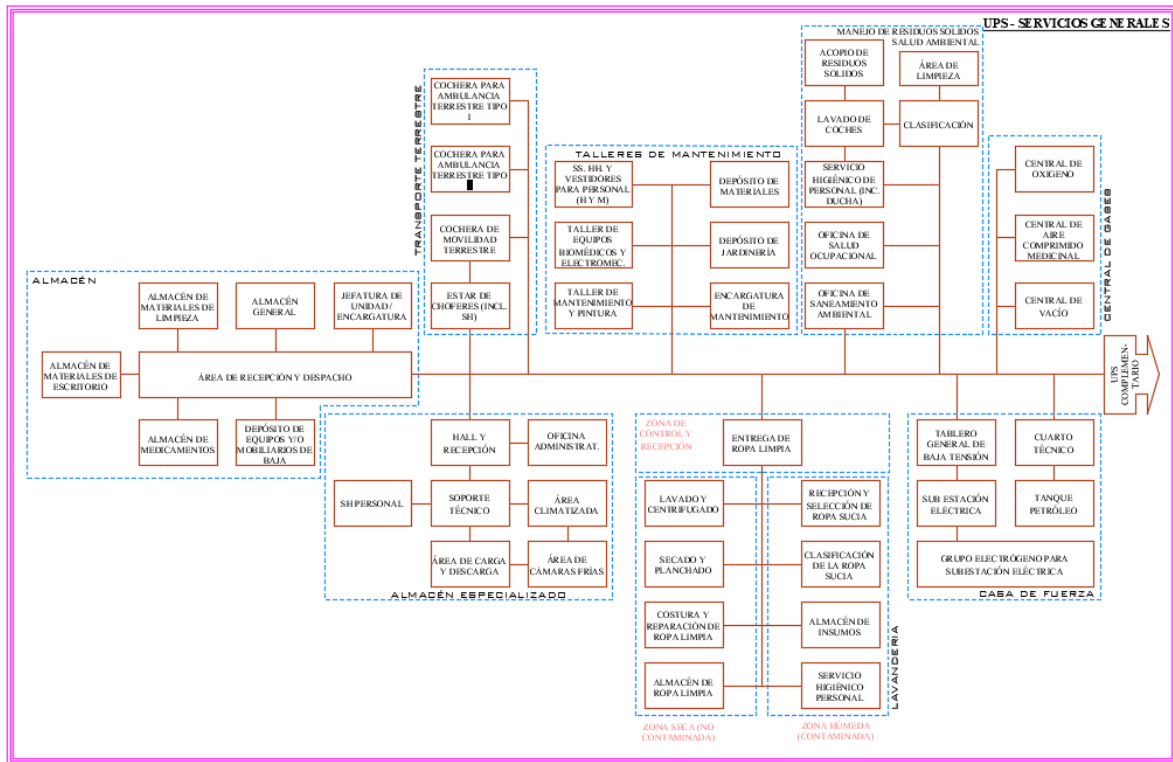 UPS - SERVICIOS GENERALES
MANEJO DE RESIDUOS SOLIDOS
SALUD AMBIENTAL
ACOPIO DE
RESIDUOS
SOLIDOS
ÁREA DE
LIMPIEZA
LAVADO DE
COCHES
CLASIFICACIÓN
SERVICIO
HIGIÉNICO DE
PERSONAL (INC.
DUCHA)
OFICINA DE
SALUD
OCUPACIONAL
OFICINA DE
SANEAMIENTO
AMBIENTAL
TRANSPORTE TERRESTRE
COCHERA PARA
AMBULANCIA
TERRESTRE TIPO
I
COCHERA PARA
AMBULANCIA
TERRESTRE TIPO
COCHERA DE
MOVILIDAD
TERRESTRE
ESTAR DE
CHOFERES (INCL.
SH)
TALLERES DE MANTENIMIENTO
SS. HH. Y
VESTIDORES
PARA PERSONAL
(H Y M)
DEPÓSITO DE
MATERIALES
TALLER DE
EQUIPOS
BIOMÉDICOS Y
ELECTROMEC.
DEPÓSITO DE
JARDINERÍA
TALLER DE
MANTENIMIENTO
Y PINTURA
ENCARGATURA
DE
MANTENIMIENTO
CENTRAL DE GASES
CENTRAL DE
OXIGENO
CENTRAL DE
AIRE
COMPRIMIDO
MEDICINAL
CENTRAL DE
VACÍO
ALMACÉN
ALMACÉN DE
MATERIALES DE
LIMPIEZA
ALMACÉN
GENERAL
JEFATURA DE
UNIDAD/
ENCARGATURA
ALMACÉN DE
MATERIALES DE
ESCRITORIO
ÁREA DE RECEPCIÓN Y DESPACHO
ALMACÉN DE
MEDICAMENTOS
DEPÓSITO DE
EQUIPOS Y/O
MOBILIARIOS DE
BAJA
UPS
COMPLEMEN-
TARIO
HALL Y
RECEPCIÓN
OFICINA
ADMINISTRAT.
SH PERSONAL
SOPORTE
TÉCNICO
ÁREA
CLIMATIZADA
ÁREA DE CARGA
Y DESCARGA
ÁREA DE
CÁMARAS FRÍAS
ALMACÉN ESPECIALIZADO
ZONA DE
CONTROL Y
RECEPCIÓN
ENTREGA DE
ROPA LIMPIA
LAVADO Y
CENTRIFUGADO
RECEPCIÓN Y
SELECCIÓN DE
ROPA SUCIA
SECADO Y
PLANCHADO
CLASIFICACIÓN
DE LA ROPA
SUCIA
COSTURA Y
REPARACIÓN DE
ROPA LIMPIA
ALMACÉN DE
INSUMOS
ALMACÉN DE
ROPA LIMPIA
SERVICIO
HIGIÉNICO
PERSONAL
LAVANDERIA
ZONA SECA (NO
CONTAMINADA)
ZONA HÚMEDA
(CONTAMINADA)
TABLERO
GENERAL DE
BAJA TENSIÓN
CUARTO
TÉCNICO
SUB ESTACIÓN
ELÉCTRICA
TANQUE
PETRÓLEO
GRUPO ELECTRÓGENO PARA
SUBESTACIÓN ELÉCTRICA
CASA DE FUERZA